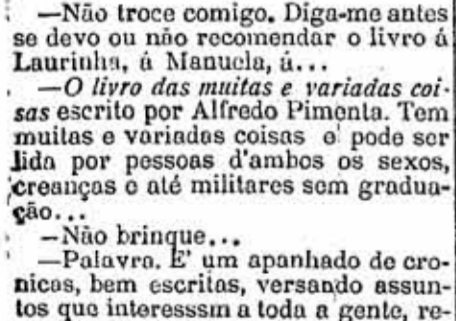 —Não troce comigo. Diga-me antes
se devo ou não recomendar o livro á
Laurinha, á Manuela, á...
—O livro das muitas e variadas coi-
sas escrito por Alfredo Pimenta. Tem
muitas e variadas coisas e pode ser
lida por pessoas d'ambos os sexos,
creanças e até militares sem gradua-
ção...
—Não brinque...
—Palavra. E' um apanhado de cro-
nicas, bem escritas, versando assun-
tos que interesssm a toda a gente, re-